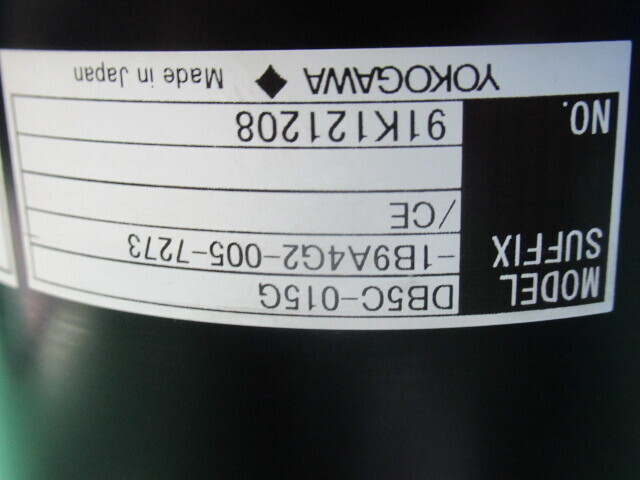 MODEL DB5C-015G
SUFFIX -1B9A4G2-005-7273
/CE
NO. 91K121208
YOKOGAWA ◆ Made in Japan